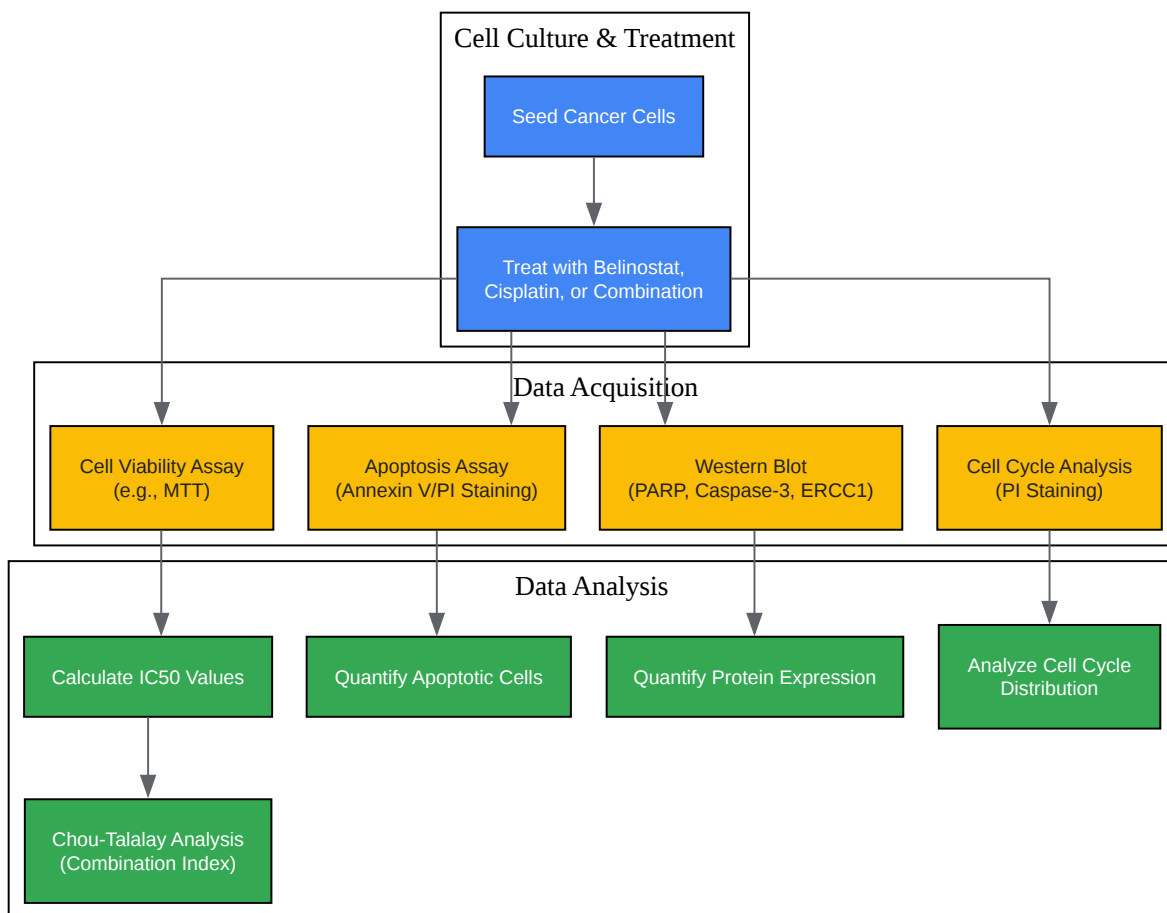 Cell Culture & Treatment
Seed Cancer Cells
Treat with Belinostat,
Cisplatin, or Combination
Data Acquisition
Cell Viability Assay
(e.g., MTT)
Apoptosis Assay
(Annexin V/PI Staining)
Western Blot
(PARP, Caspase-3, ERCC1)
Cell Cycle Analysis
(PI Staining)
Data Analysis
Calculate IC50 Values
Quantify Apoptotic Cells
Quantify Protein Expression
Analyze Cell Cycle
Distribution
Chou-Talalay Analysis
(Combination Index)